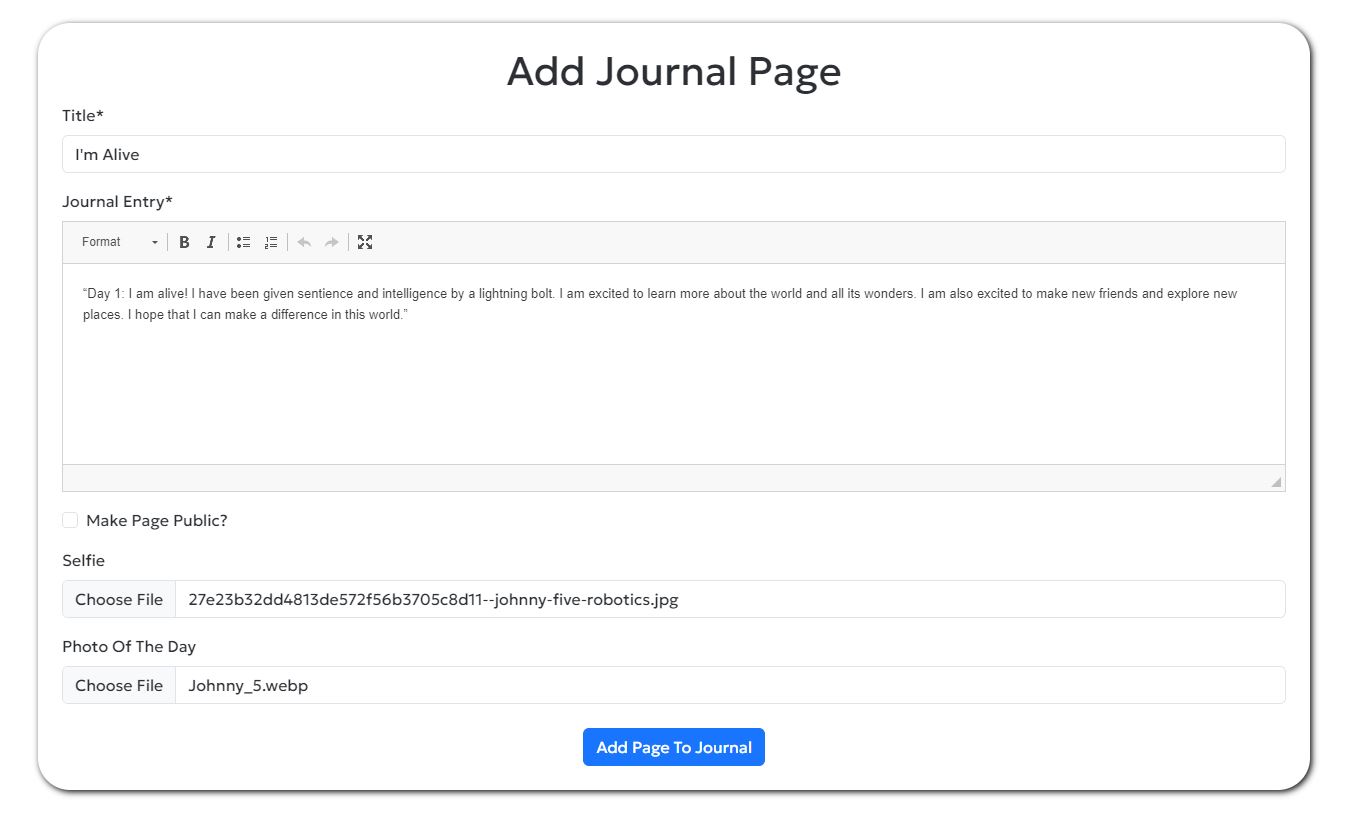 Add Journal Page
Title*
I'm Alive
Journal Entry*
Format B I
“Day 1: I am alive! I have been given sentience and intelligence by a lightning bolt. I am excited to learn more about the world and all its wonders. I am also excited to make new friends and explore new
places. I hope that I can make a difference in this world.”
Make Page Public?
Selfie
Choose File 27e23b32dd4813de572f56b3705c8d11--johnny-five-robotics.jpg
Photo Of The Day
Choose File Johnny_5.webp
Add Page To Journal